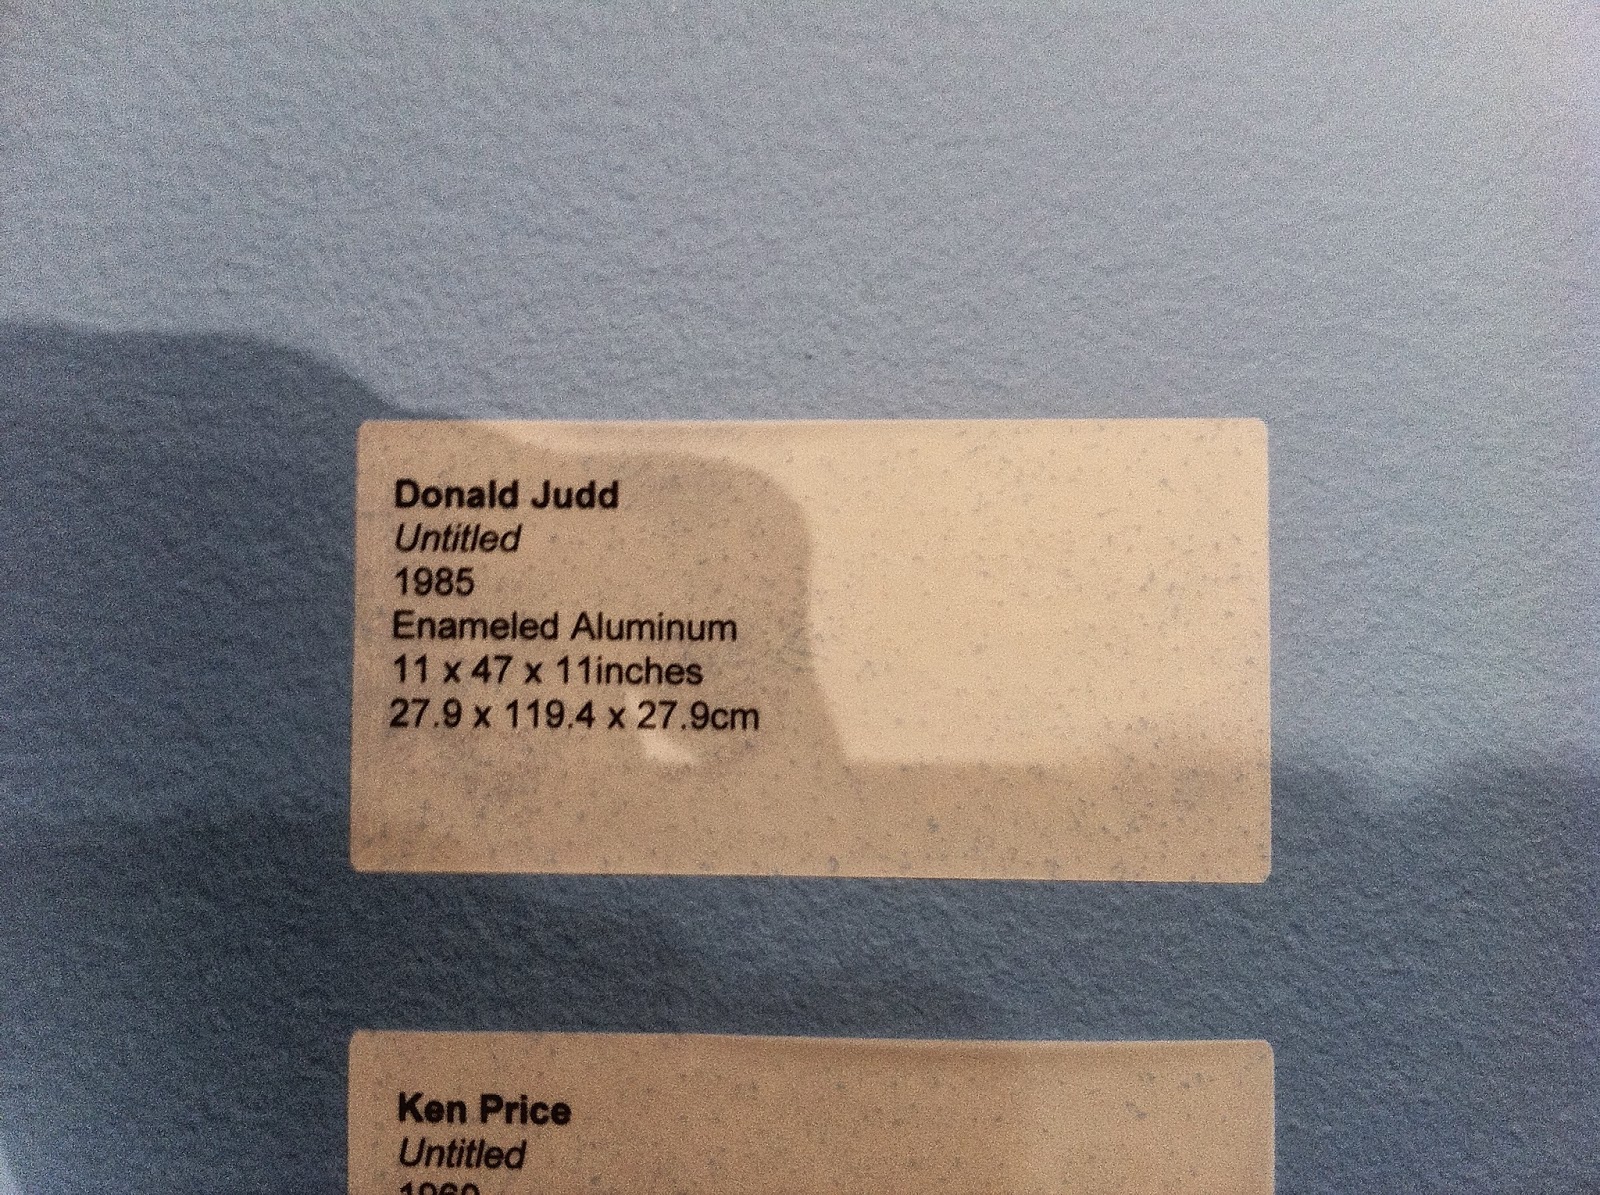 Donald Judd
Untitled
1985
Enameled Aluminum
11 x 47 x 11inches
27.9 x 119.4 x 27.9cm
Ken Price
Untitled